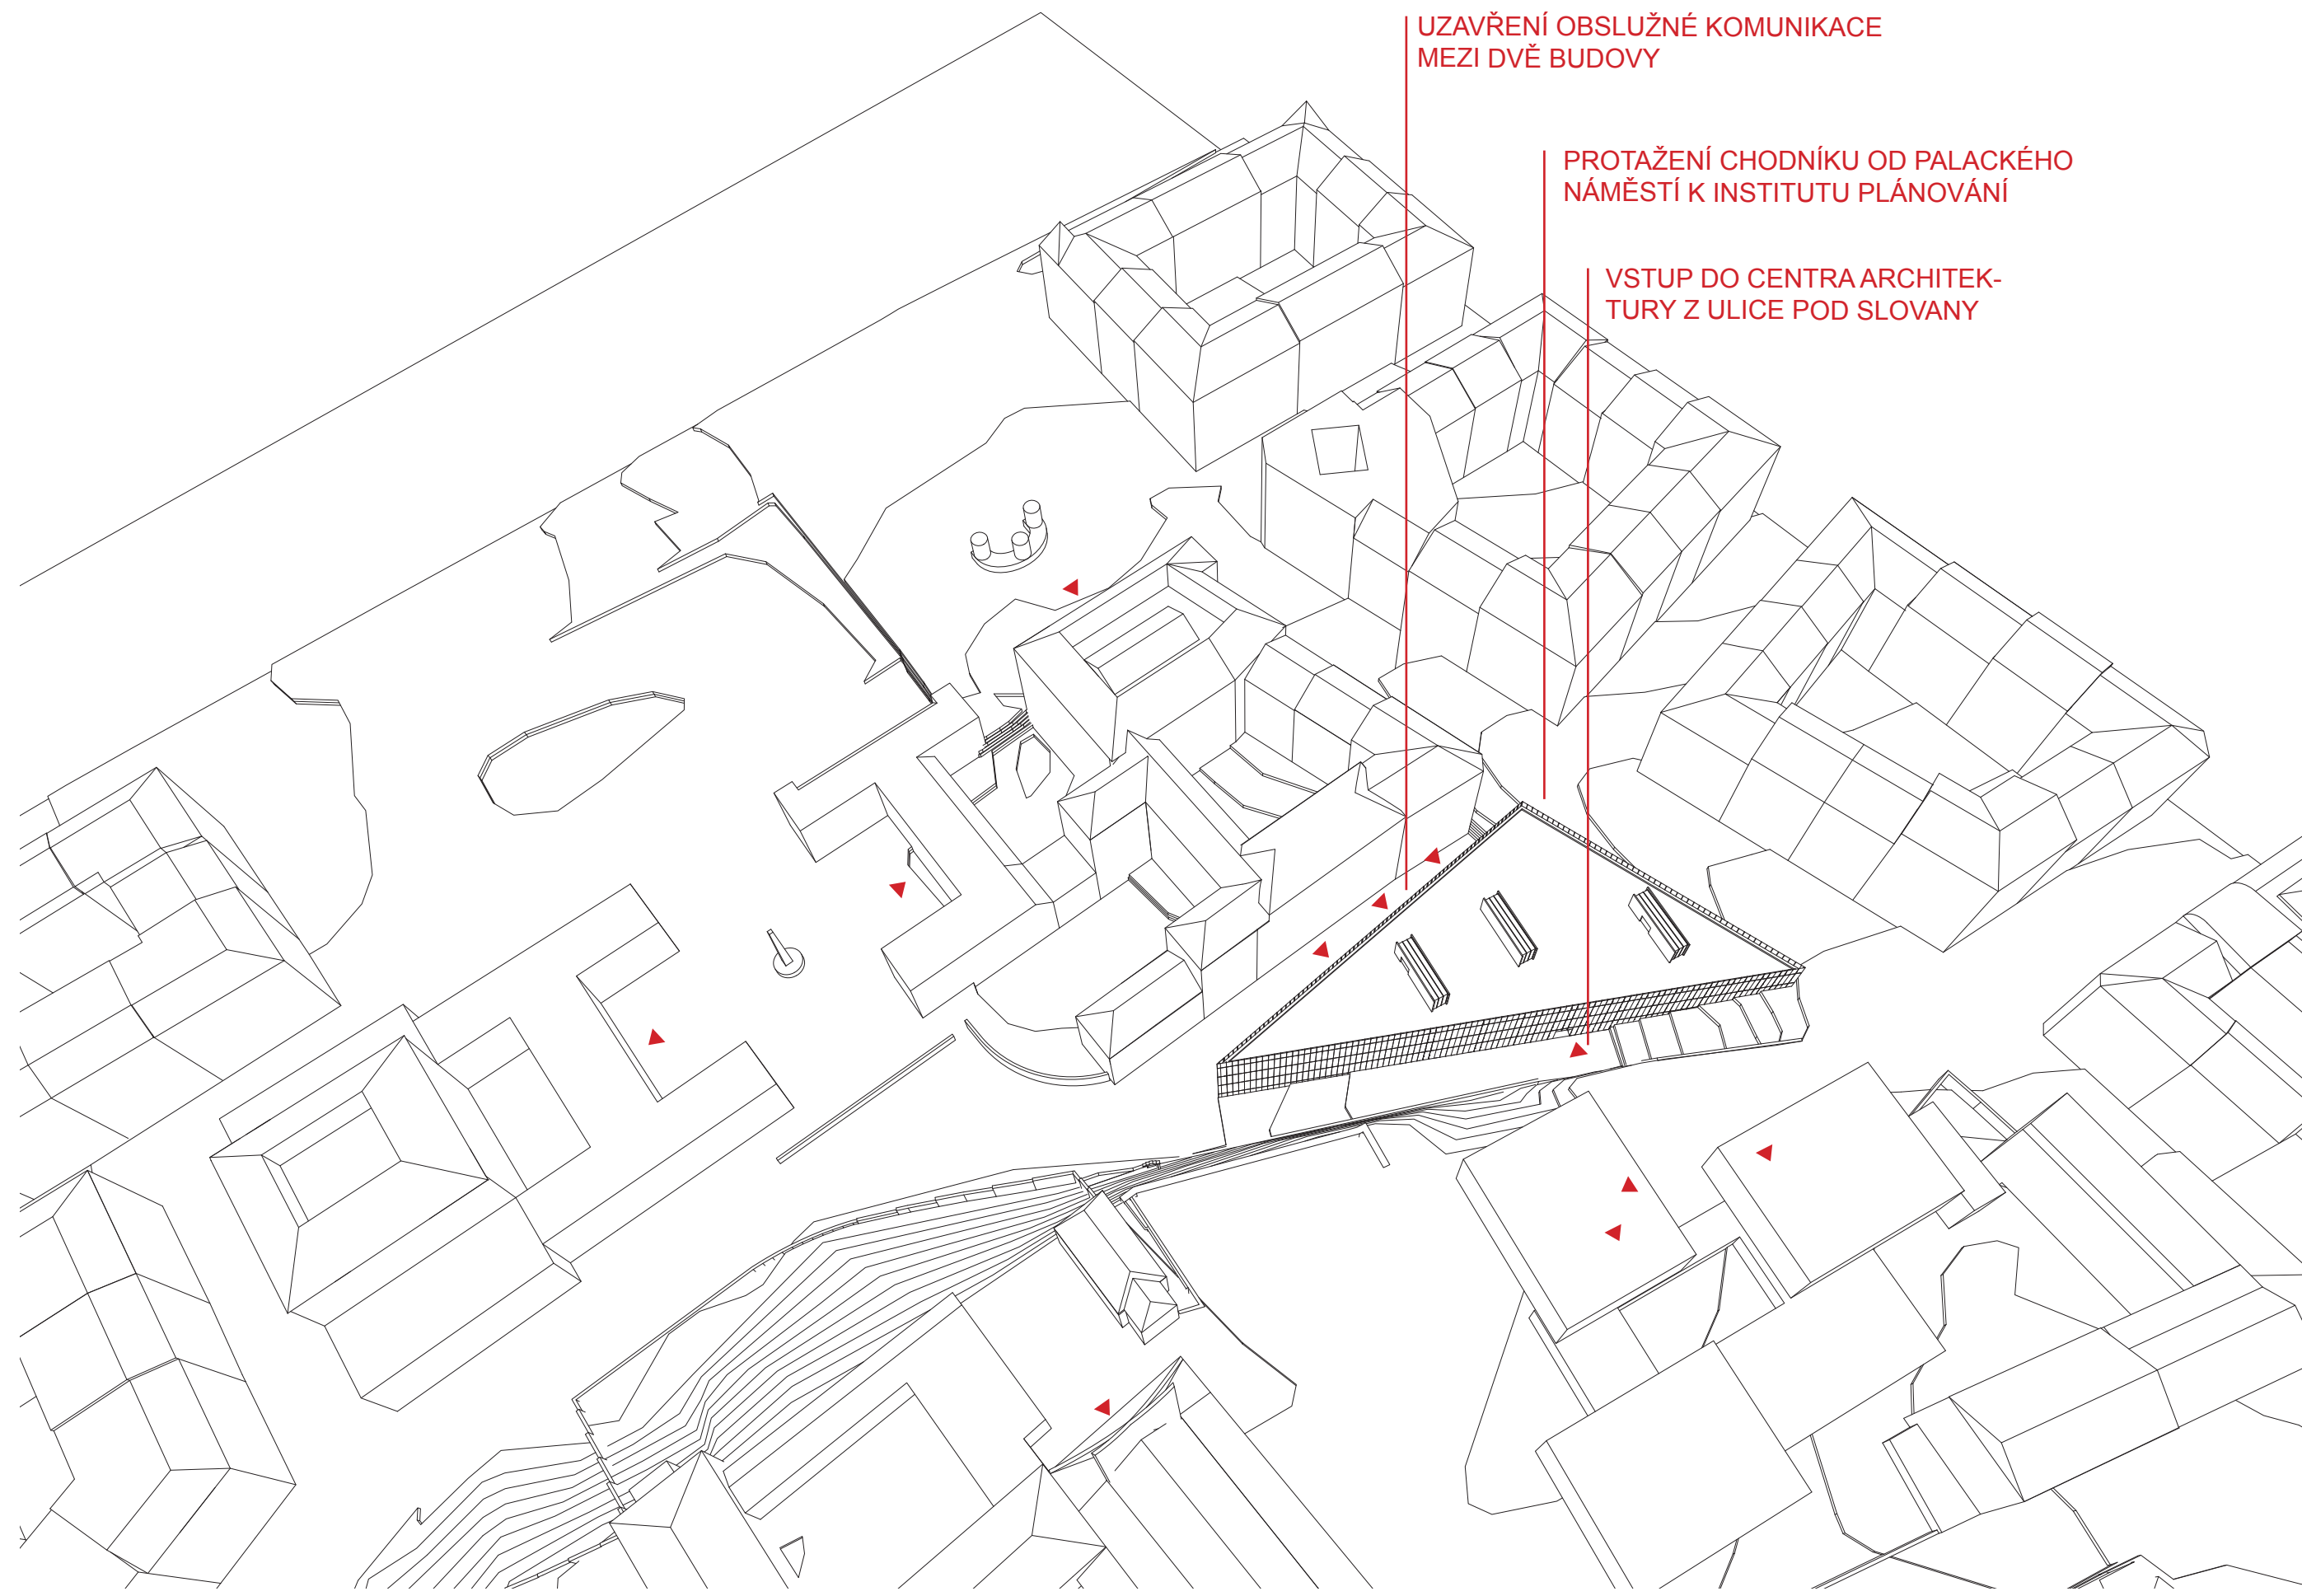 UZAVŘENÍ OBSLUŽNÉ KOMUNIKACE
MEZI DVĚ BUDOVY
PROTAŽENÍ CHODNÍKU OD PALACKÉHO
NÁMĚSTÍ K INSTITUTU PLÁNOVÁNÍ
VSTUP DO CENTRA ARCHITEK-
TURY Z ULICE POD SLOVANY